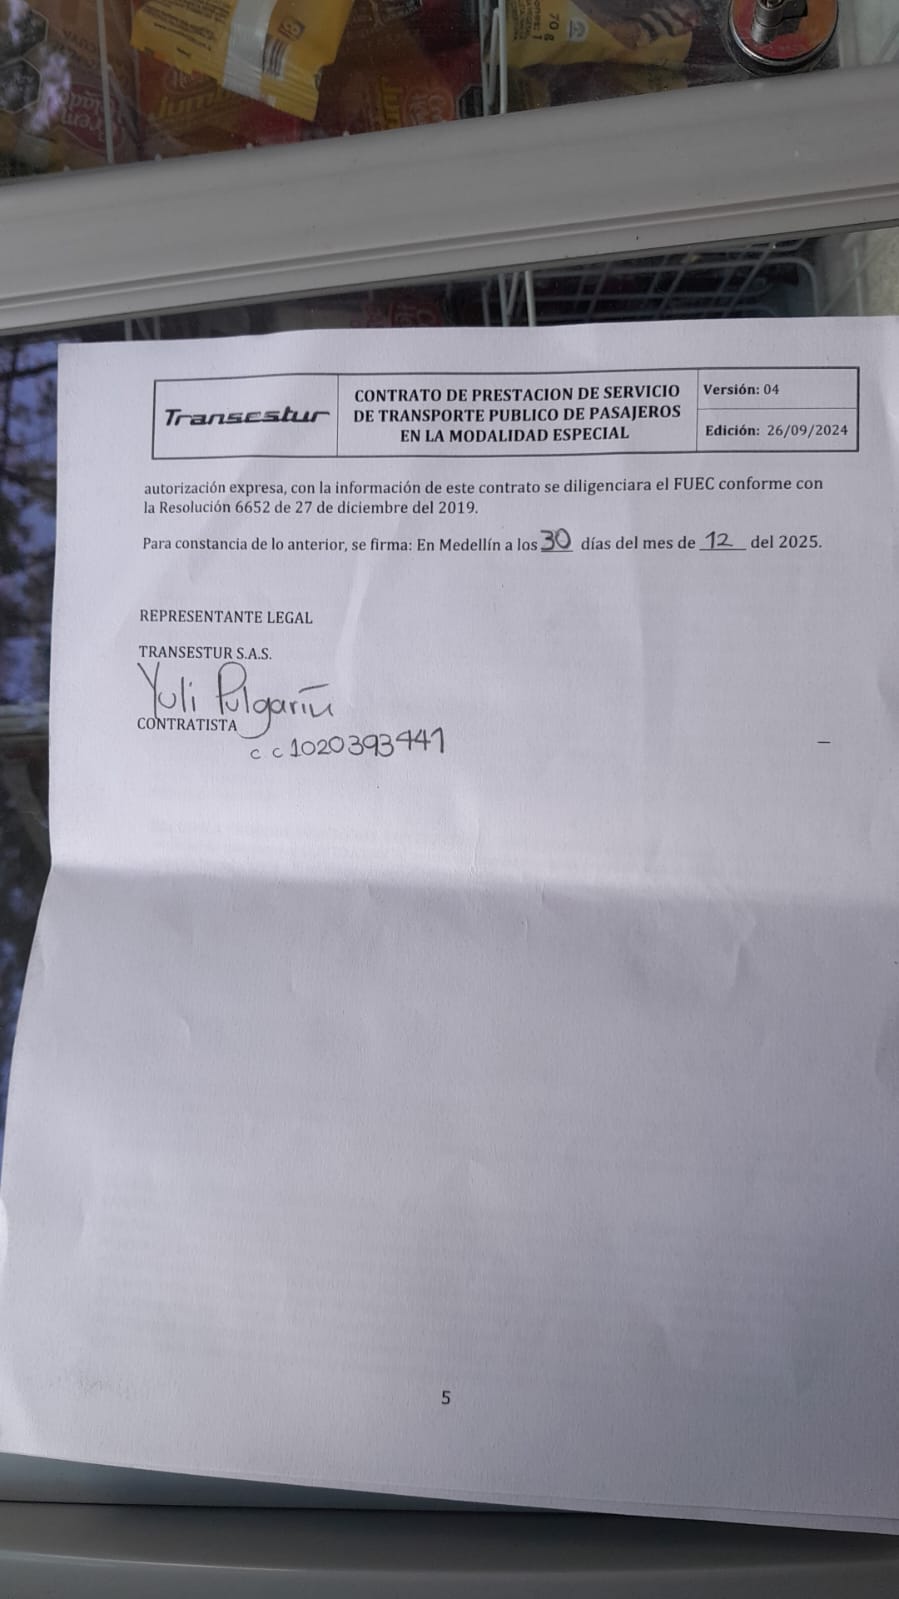 70 g
Transestur
CONTRATO DE PRESTACION DE SERVICIO
DE TRANSPORTE PUBLICO DE PASAJEROS
EN LA MODALIDAD ESPECIAL
Versión: 04
Edición: 26/09/2024
autorización expresa, con la información de este contrato se diligenciara el FUEC conforme con
la Resolución 6652 de 27 de diciembre del 2019.
Para constancia de lo anterior, se firma: En Medellín a los 30 días del mes de 12 del 2025.
REPRESENTANTE LEGAL
TRANSESTUR S.A.S.
Yuli Pulgarín
CONTRATISTA
c c 1020393441
5